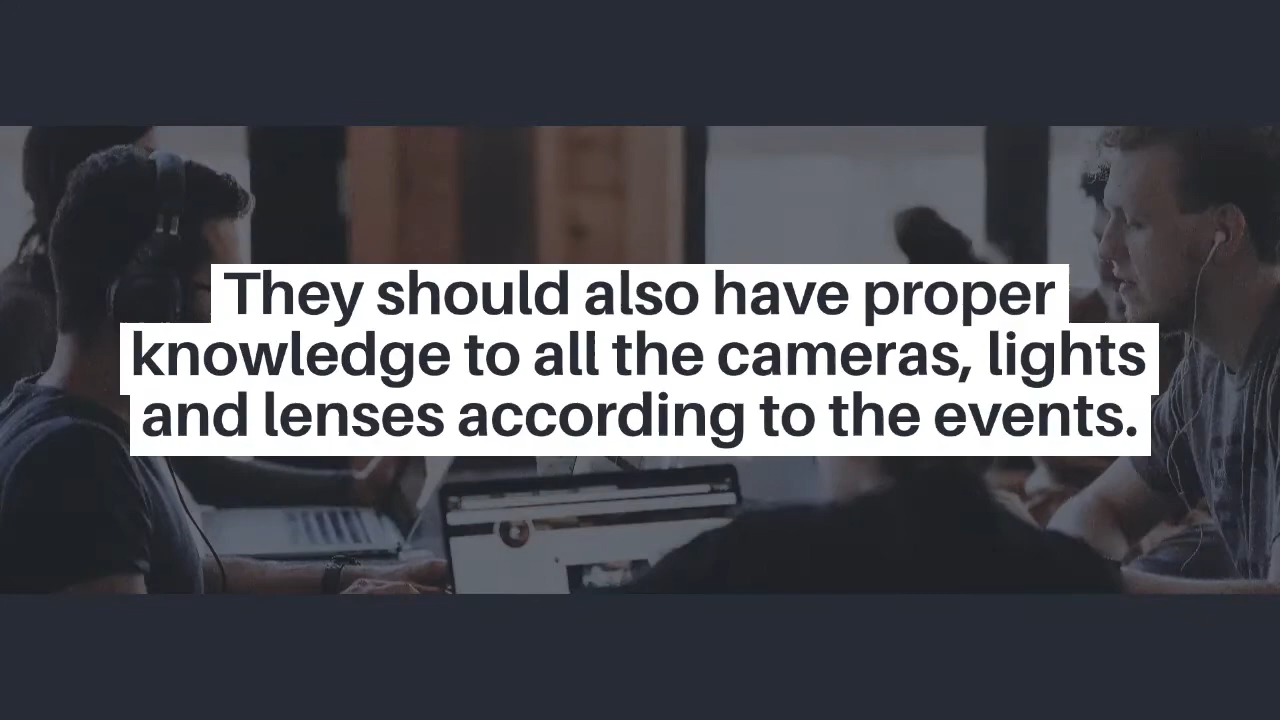 They should also have proper
knowledge to all the cameras, lights
and lenses according to the events.